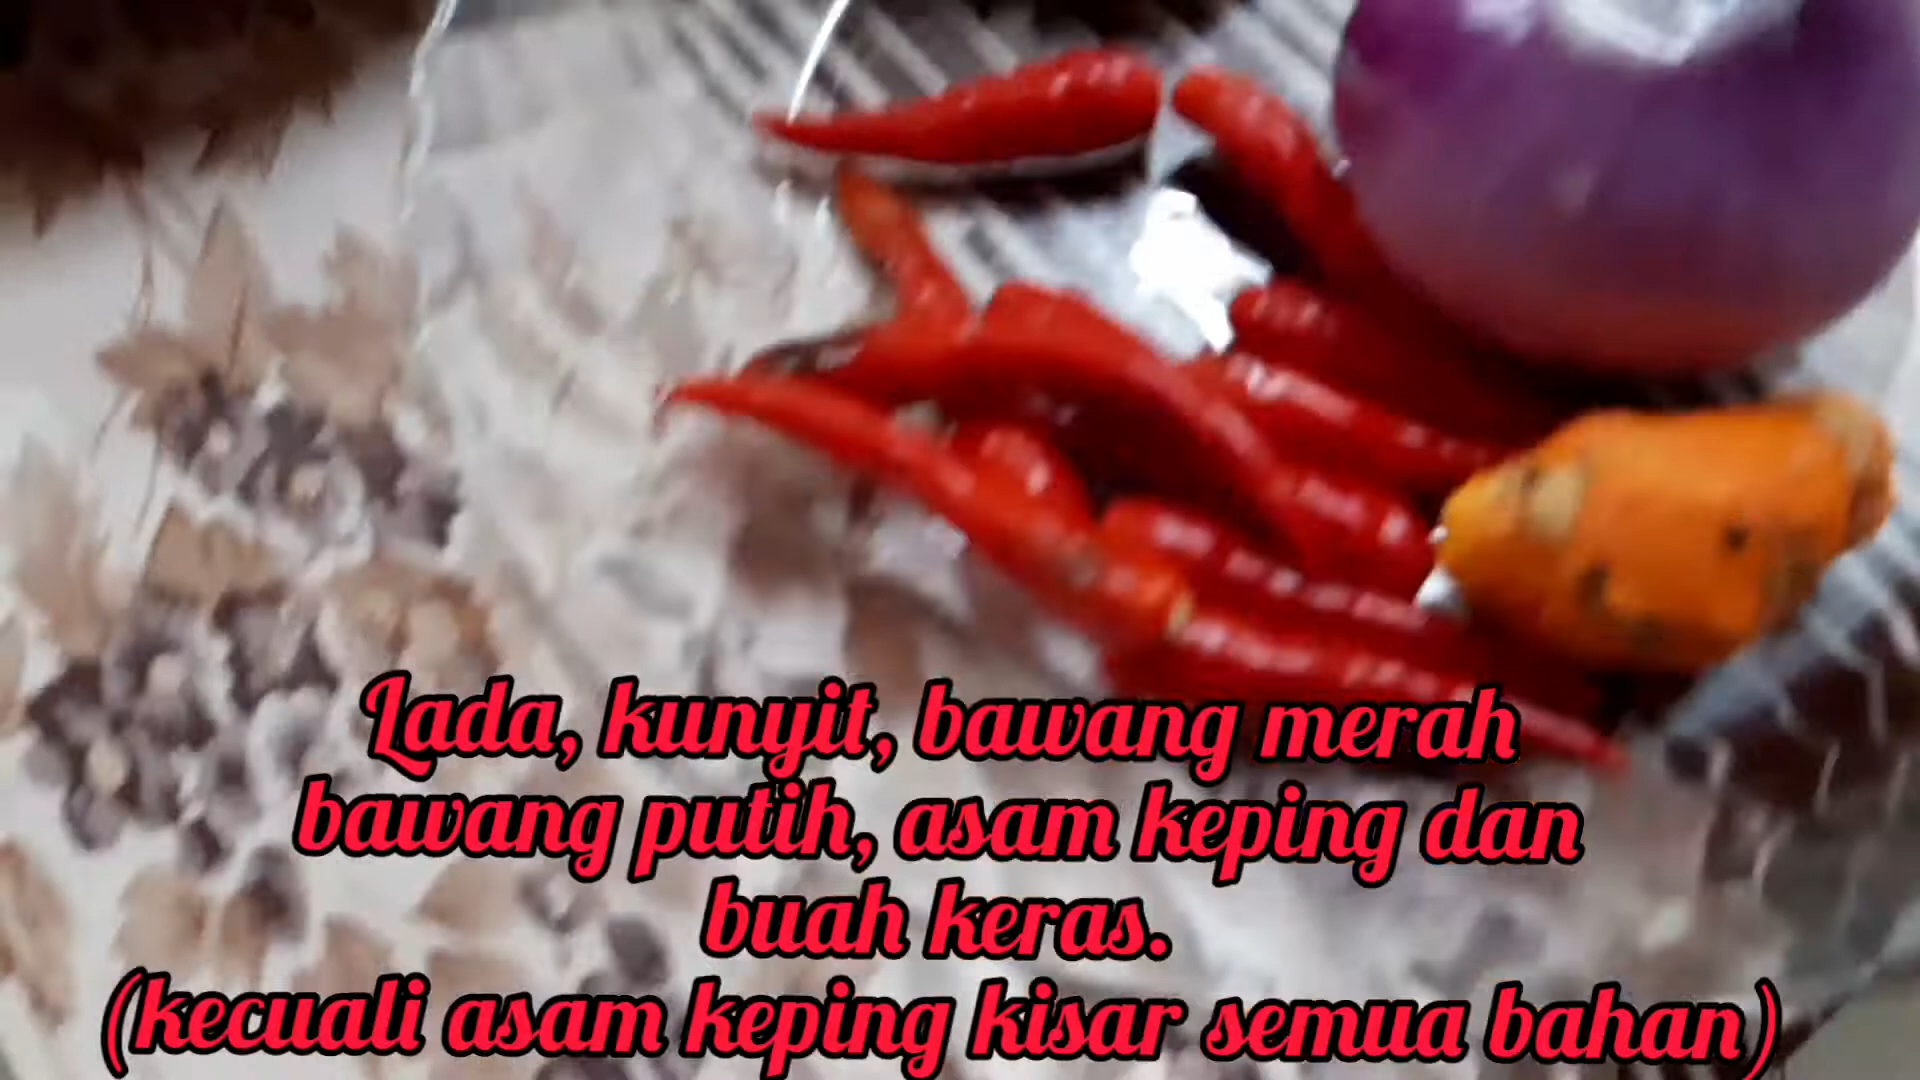 Lada, kunyit, bawang merah
bawang putih, asam keping dan
buah keras.
(kecuali asam keping kisar semua bahan)